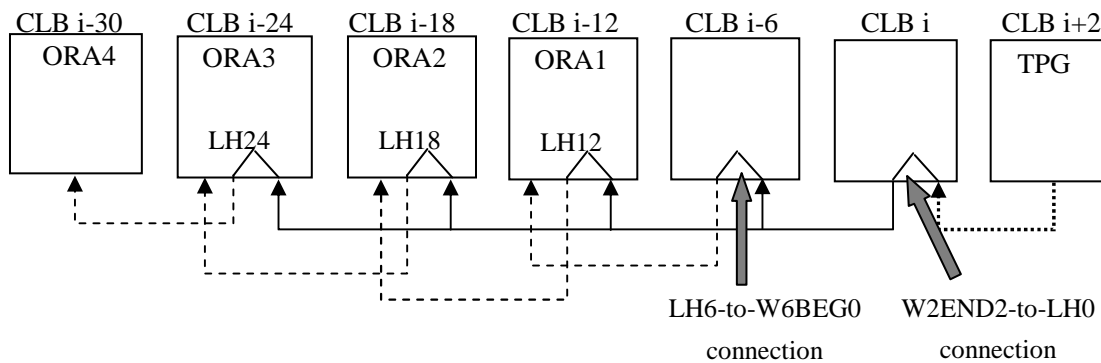 CLB i-30 CLB i-24 CLB i-18 CLB i-12 CLB i-6 CLB i CLB i+2
ORA4 ORA3 ORA2 ORA1 TPG
LH24 LH18 LH12
LH6-to-W6BEG0 W2END2-to-LH0
connection connection